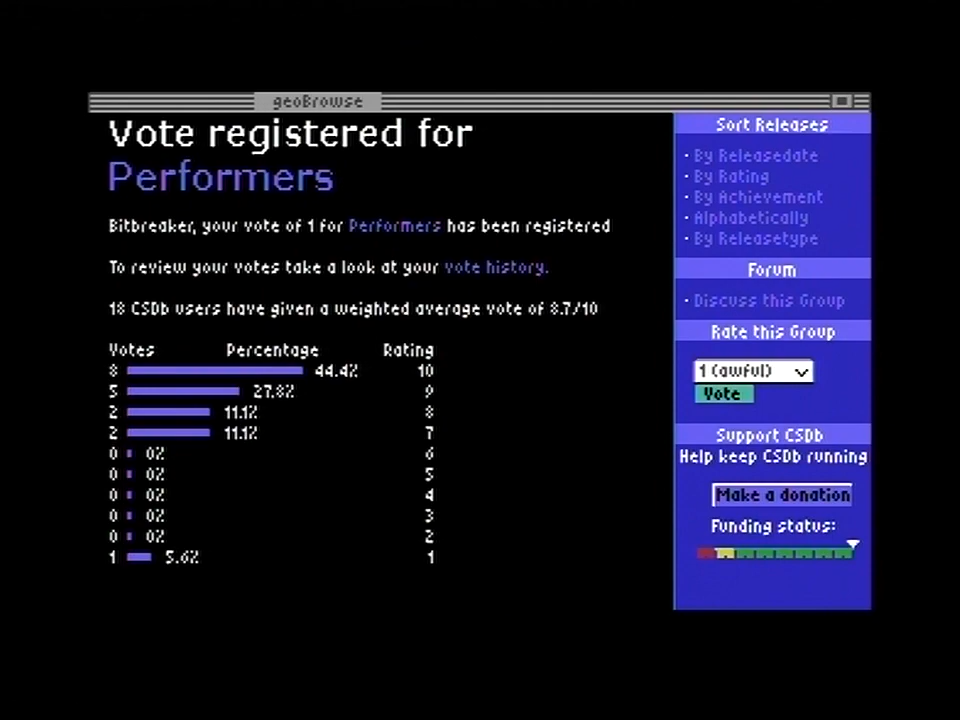 geoBrowse
Vote registered for
Performers
Bitbreaker, your vote of 1 for Performers has been registered
To review your votes take a look at your vote history.
18 CSDb users have given a weighted average vote of 8.7/10
Votes Percentage Rating
8 44.4% 10
5 27.8% 9
2 11.1% 8
2 11.1% 7
0 0% 6
0 0% 5
0 0% 4
0 0% 3
0 0% 2
1 5.6% 1
Sort Releases
· By Releasedate
· By Rating
· By Achievement
· Alphabetically
· By Releasetype
Forum
· Discuss this Group
Rate this Group
1 (awful)
Vote
Support CSDb
Help keep CSDb running
Make a donation
Funding status: